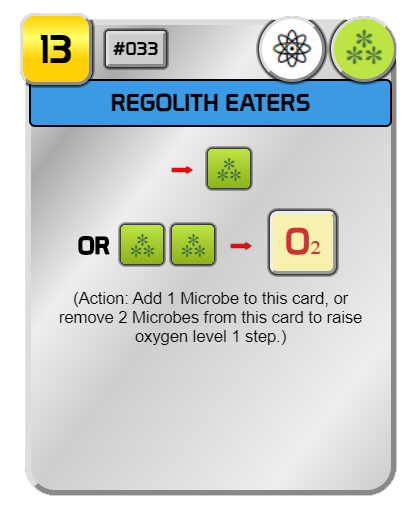 13 #033
REGOLITH EATERS
OR O2
(Action: Add 1 Microbe to this card, or
remove 2 Microbes from this card to raise
oxygen level 1 step.)